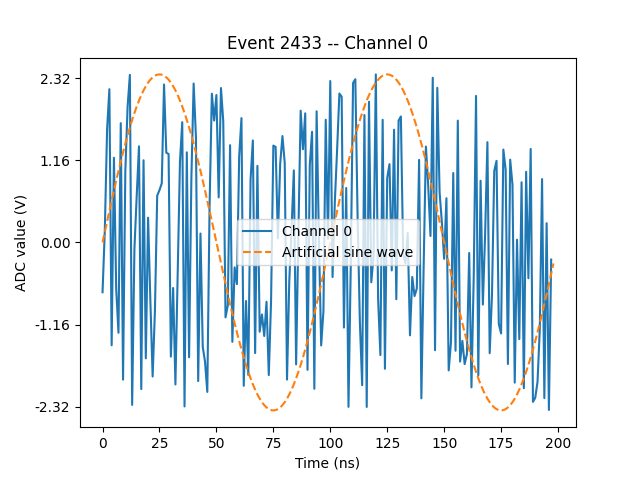 Event 2433 -- Channel 0
ADC value (V)
2.32
1.16
0.00
-1.16
-2.32
Channel 0
Artificial sine wave
0 25 50 75 100 125 150 175 200
Time (ns)